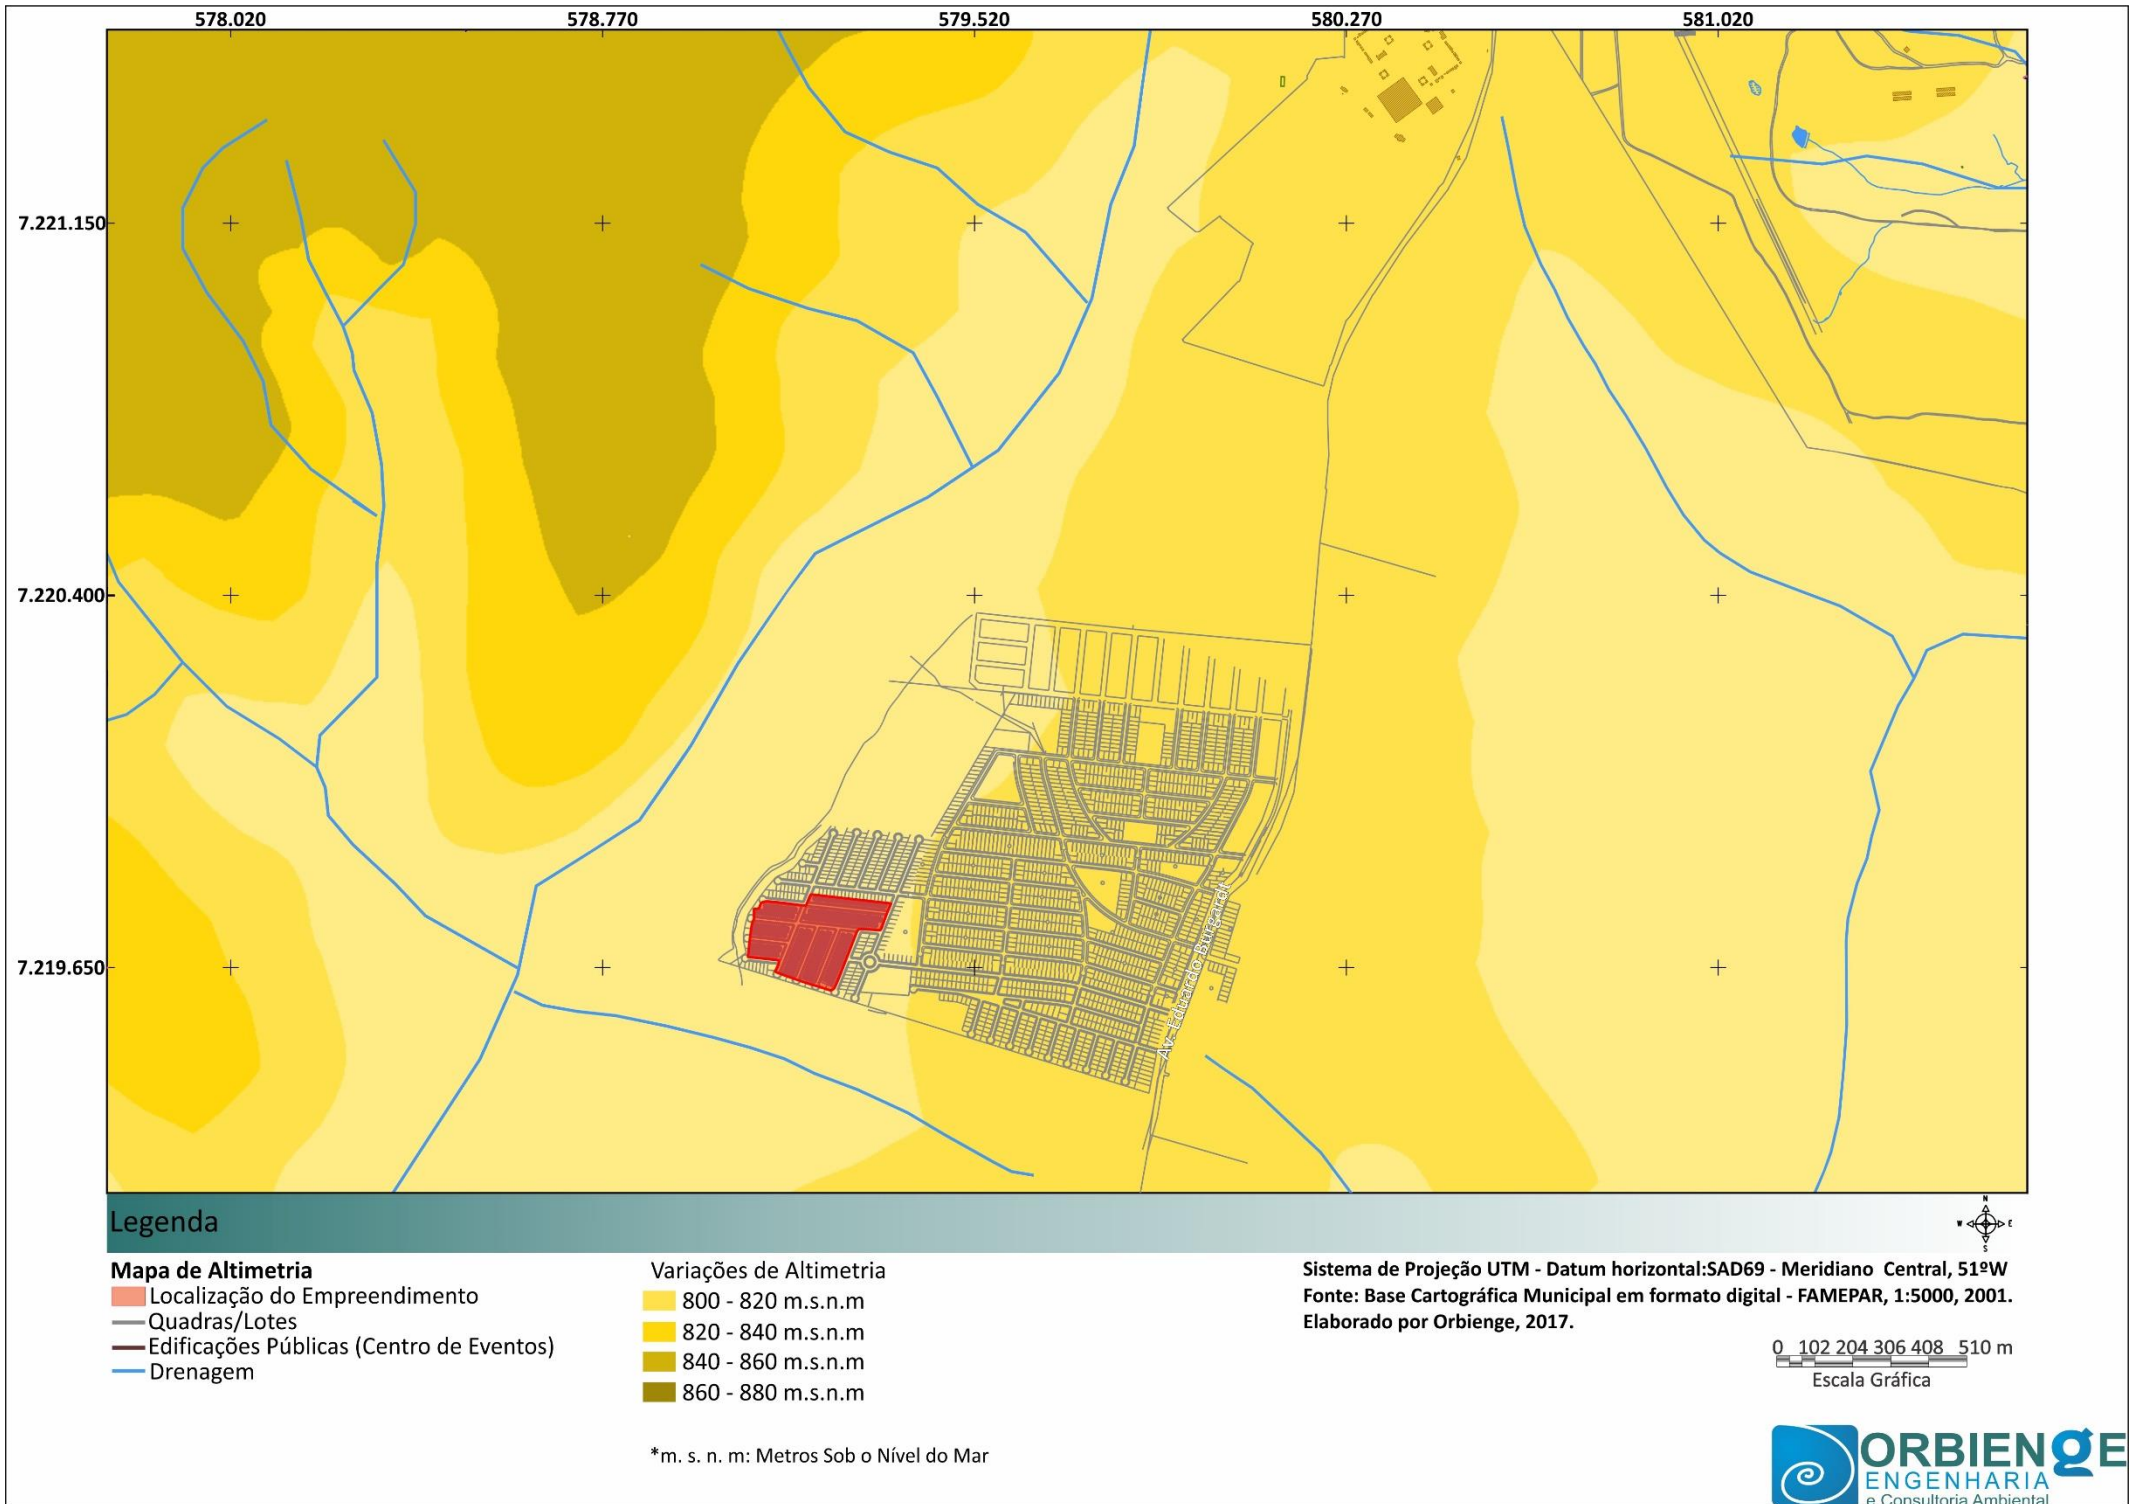 578.020 578.770 579.520 580.270 581.020
7.221.150
7.220.400
7.219.650
Av. Eduardo Burgardt
Legenda
N
W E
S
Mapa de Altimetria
Localização do Empreendimento
Quadras/Lotes
Edificações Públicas (Centro de Eventos)
Drenagem
Variações de Altimetria
800 - 820 m.s.n.m
820 - 840 m.s.n.m
840 - 860 m.s.n.m
860 - 880 m.s.n.m
*m. s. n. m: Metros Sob o Nível do Mar
Sistema de Projeção UTM - Datum horizontal:SAD69 - Meridiano Central, 51ºW
Fonte: Base Cartográfica Municipal em formato digital - FAMEPAR, 1:5000, 2001.
Elaborado por Orbienge, 2017.
0 102 204 306 408 510 m
Escala Gráfica
ORBIENGE
ENGENHARIA
e Consultoria Ambiental